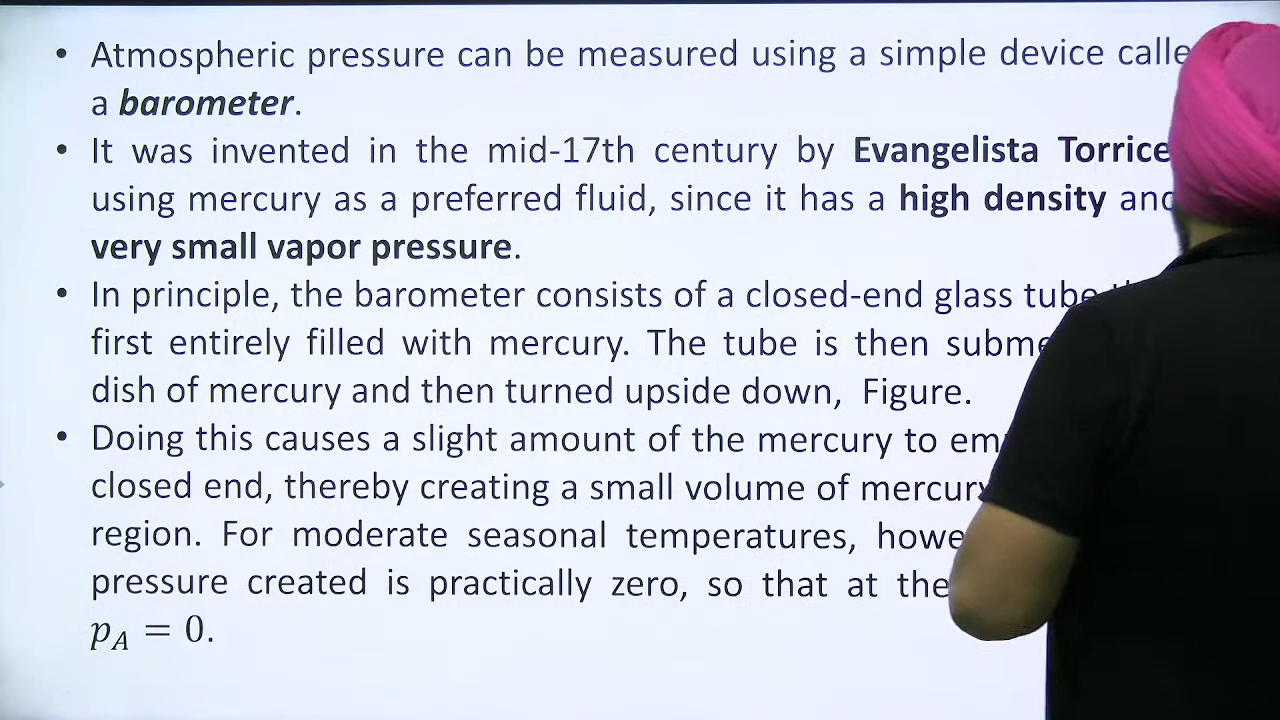 • Atmospheric pressure can be measured using a simple device calle
a barometer.
• It was invented in the mid-17th century by Evangelista Torrice
using mercury as a preferred fluid, since it has a high density and
very small vapor pressure.
• In principle, the barometer consists of a closed-end glass tube
first entirely filled with mercury. The tube is then subme
dish of mercury and then turned upside down, Figure.
• Doing this causes a slight amount of the mercury to em
closed end, thereby creating a small volume of mercury
region. For moderate seasonal temperatures, howe
pressure created is practically zero, so that at the
p_A = 0.